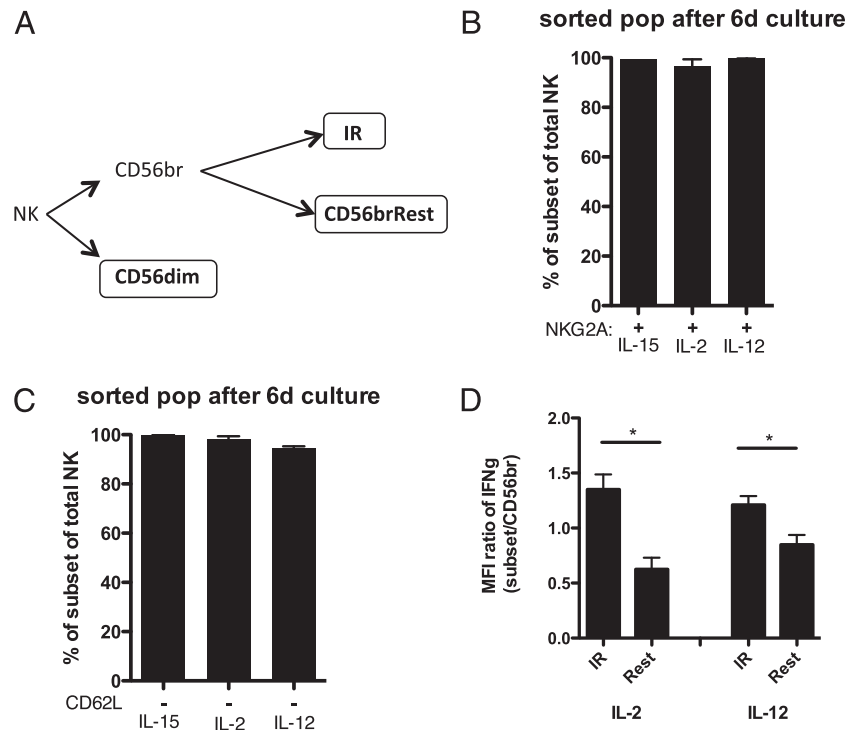 A
NK
CD56br
IR
CD56brRest
CD56dim
B
sorted pop after 6d culture
% of subset of total NK
100
80
60
40
20
0
NKG2A: + + +
IL-15 IL-2 IL-12
C
sorted pop after 6d culture
% of subset of total NK
100
80
60
40
20
0
CD62L - - -
IL-15 IL-2 IL-12
D
MFI ratio of IFNg
(subset/CD56br)
2.0
1.5
1.0
0.5
0.0
* *
IR Rest IR Rest
IL-2 IL-12